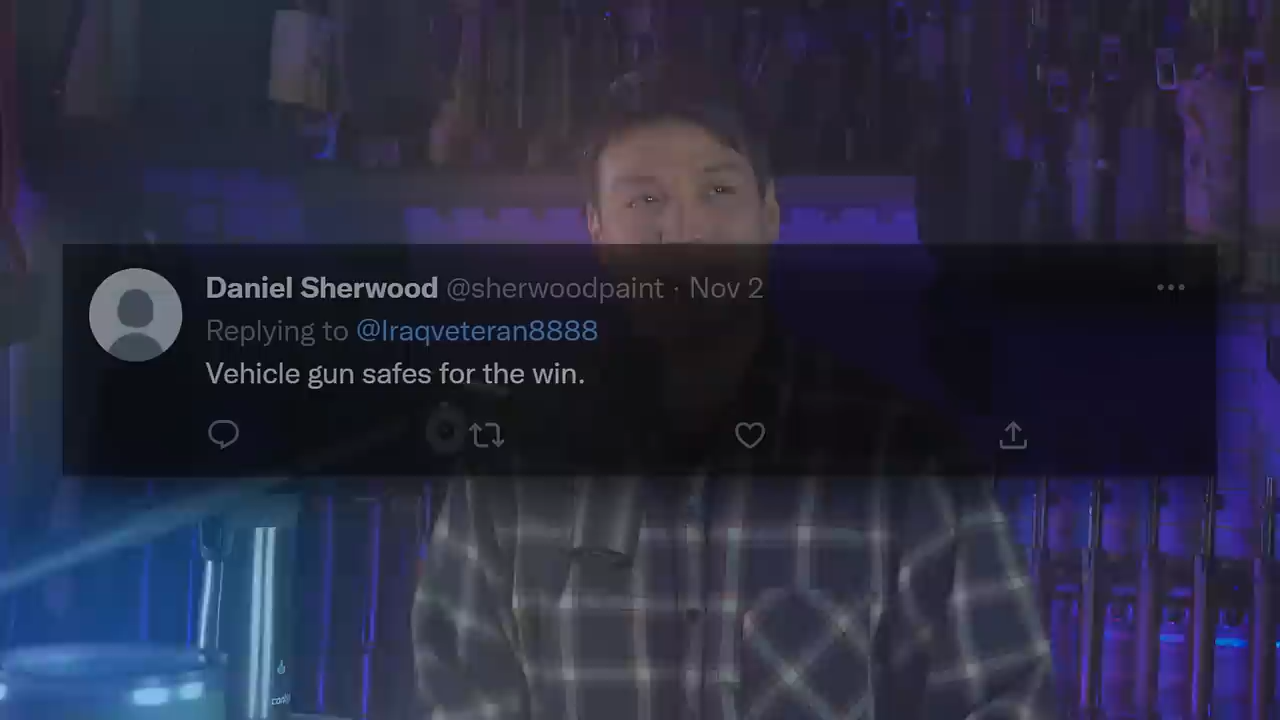 Daniel Sherwood @sherwoodpaint · Nov 2
Replying to @Iraqveteran8888
Vehicle gun safes for the win.